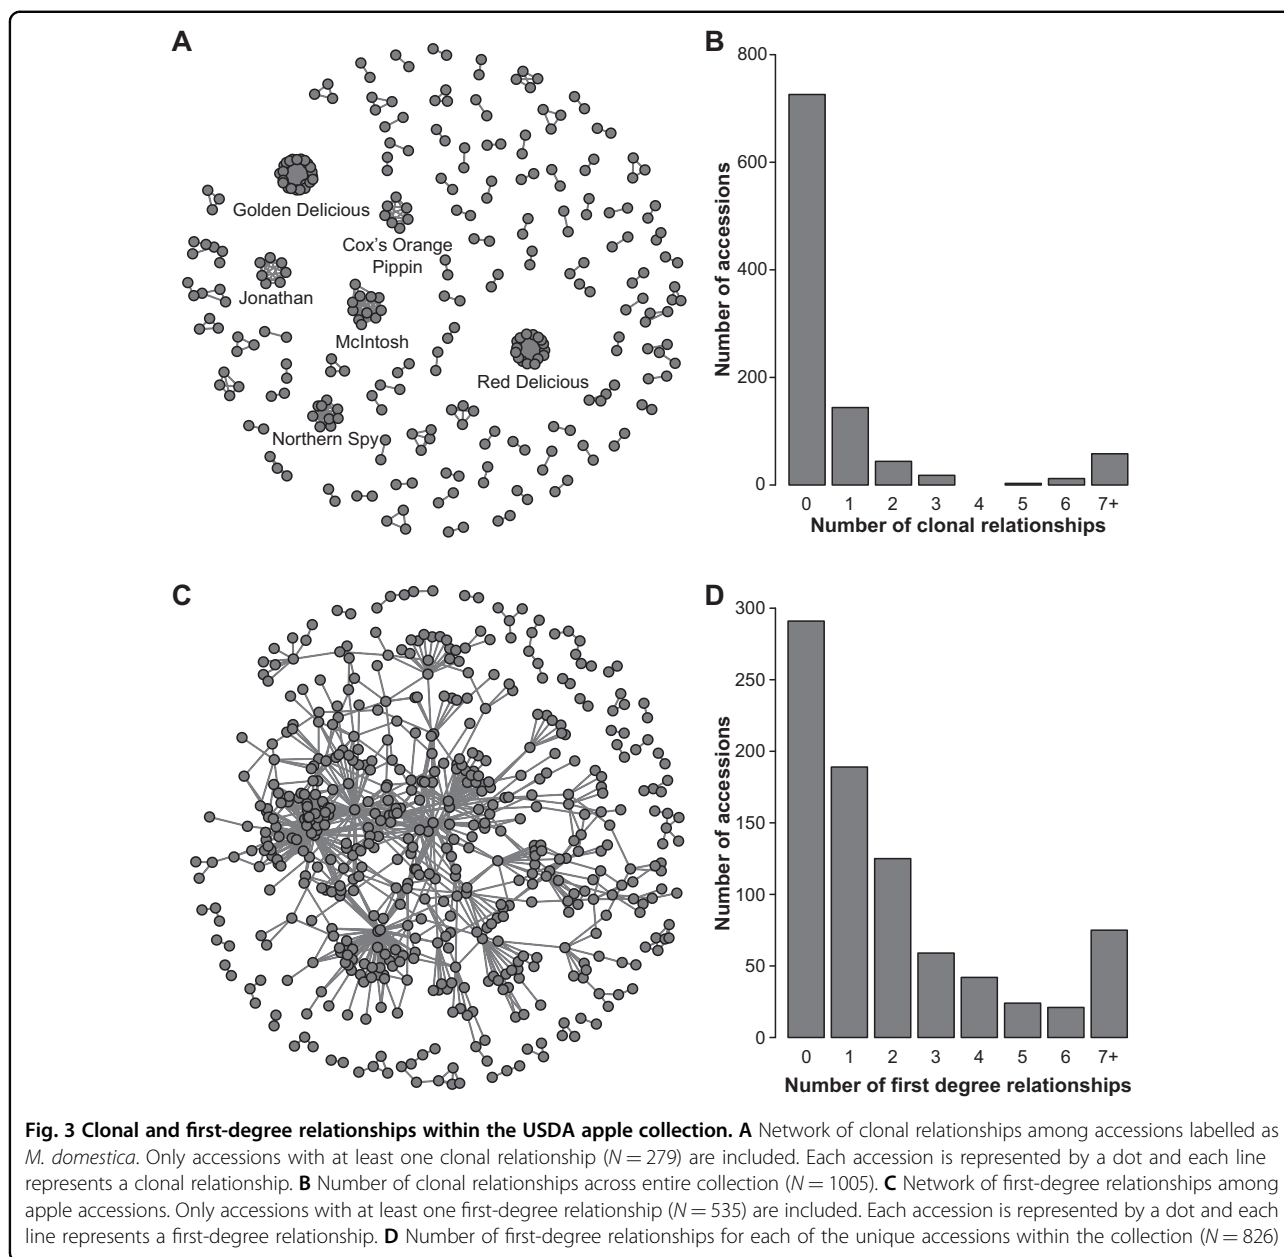 A
Golden Delicious
Cox's Orange
Pippin
Jonathan
McIntosh
Red Delicious
Northern Spy
B
Number of accessions
800
600
400
200
0
0 1 2 3 4 5 6 7+
Number of clonal relationships
C
D
Number of accessions
300
250
200
150
100
50
0
0 1 2 3 4 5 6 7+
Number of first degree relationships
Fig. 3 Clonal and first-degree relationships within the USDA apple collection. A Network of clonal relationships among accessions labelled as
M. domestica. Only accessions with at least one clonal relationship (N = 279) are included. Each accession is represented by a dot and each line
represents a clonal relationship. B Number of clonal relationships across entire collection (N = 1005). C Network of first-degree relationships among
apple accessions. Only accessions with at least one first-degree relationship (N = 535) are included. Each accession is represented by a dot and each
line represents a first-degree relationship. D Number of first-degree relationships for each of the unique accessions within the collection (N = 826)